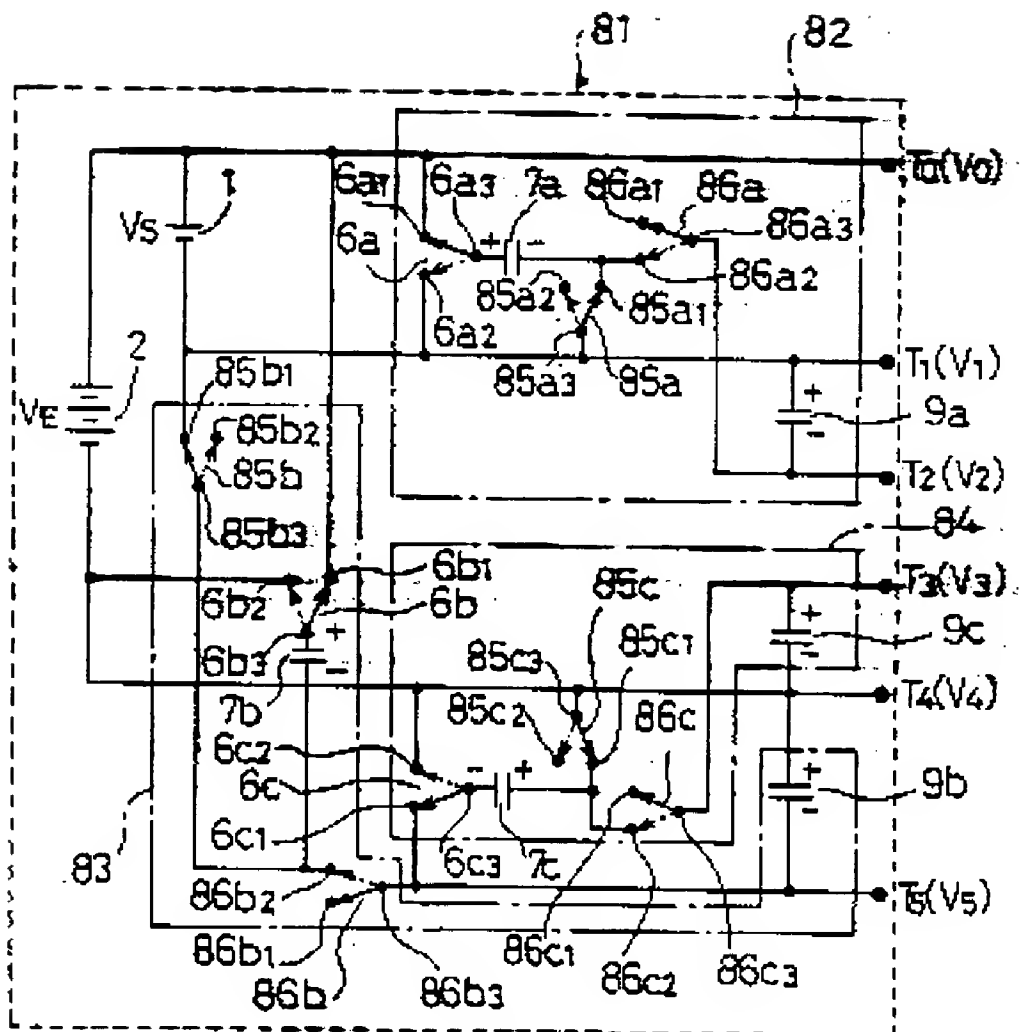 81
82
T0(V0)
6a1
6a3
7a
86a1
86a
86a3
1
VS
6a
+
-
85a2
85a1
86a2
6a2
85a3
85a
T1(V1)
2
VE
85b1
85b2
85b
85b3
+
-
9a
T2(V2)
84
6b1
6b2
6b
6b3
+
-
7b
85c
85c3
85c1
T3(V3)
+
-
9c
85c2
86c
T4(V4)
6c2
6c
-
+
6c1
6c3
7c
+
-
9b
83
86b2
T5(V5)
86b1
86b
86b3
86c1
86c2
86c3